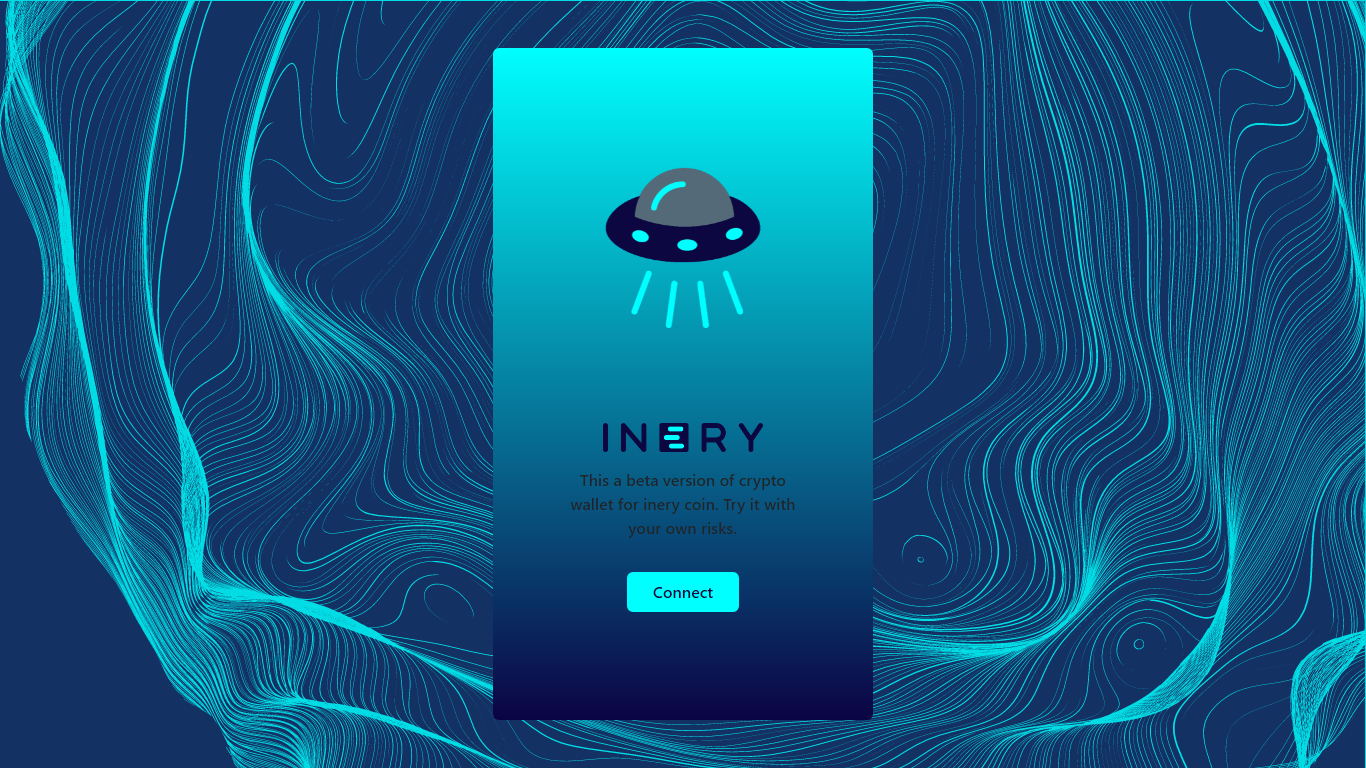 INERY
This a beta version of crypto
wallet for inery coin. Try it with
your own risks.
Connect